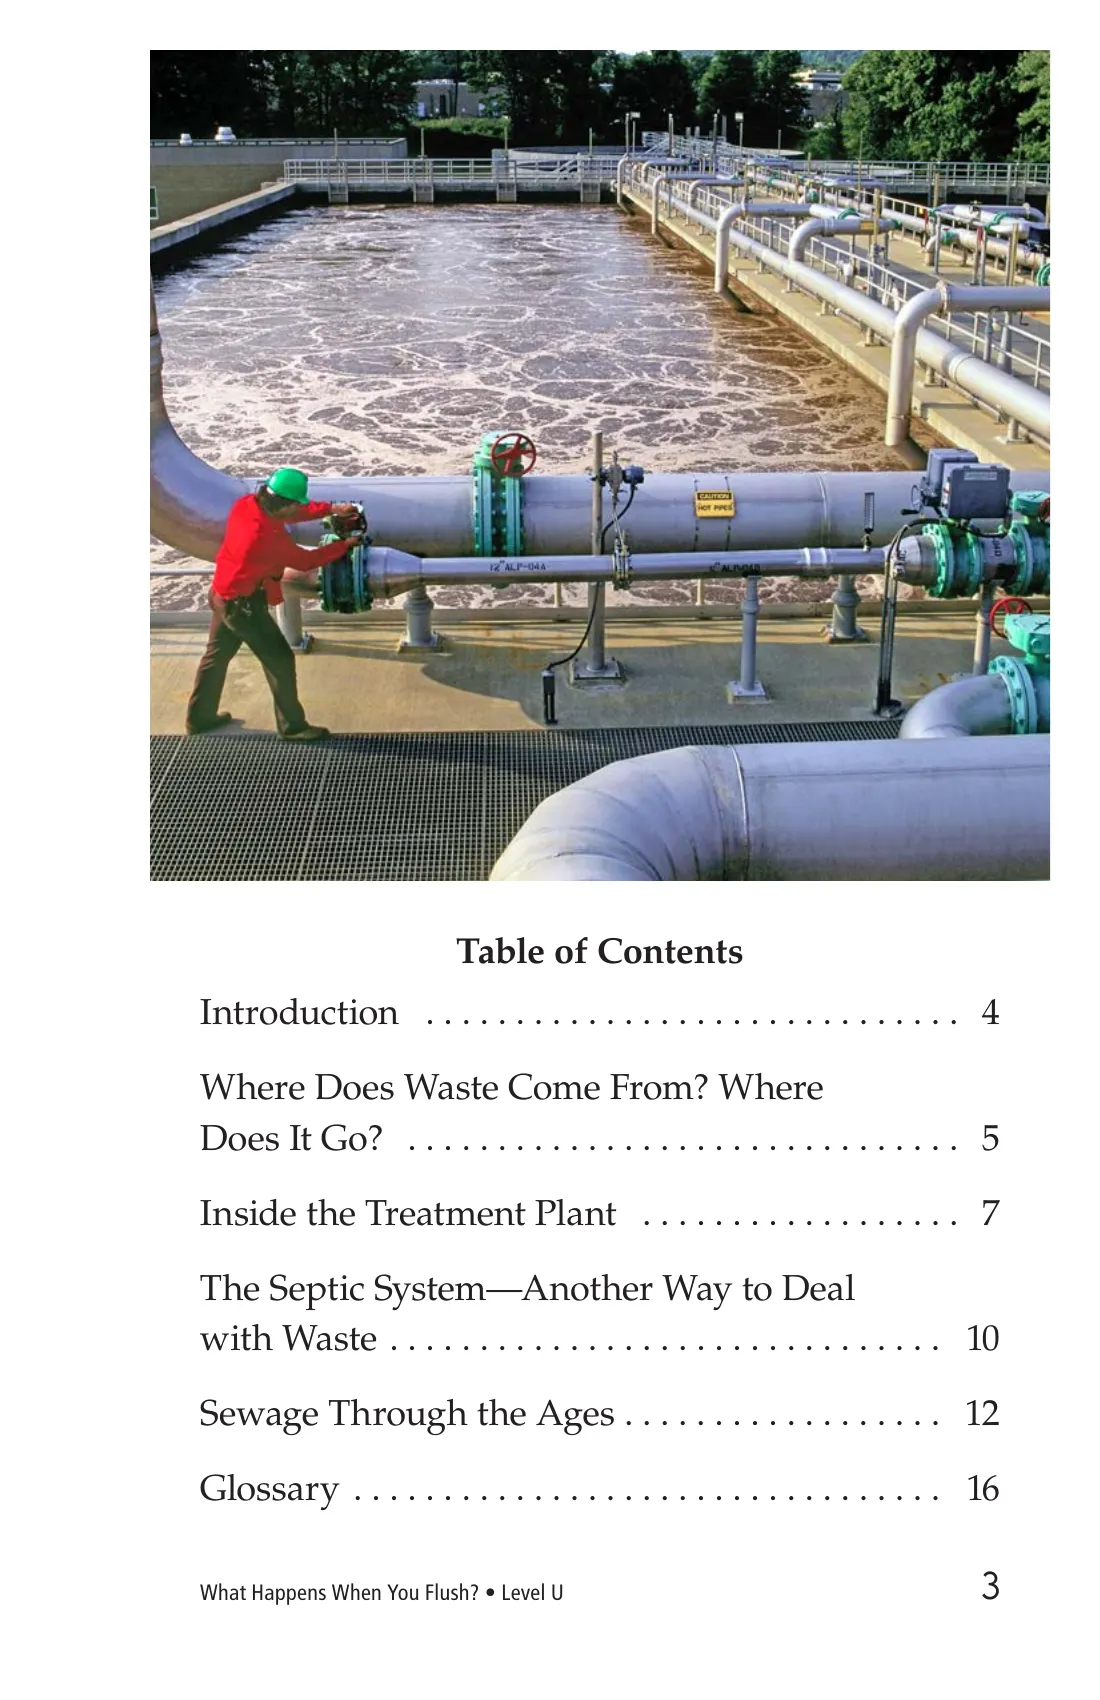 CAUTION
HOT PIPES
12" ALP-04A
Table of Contents
Introduction . . . . . . . . . . . . . . . . . . . . . . . . . . . . . . 4
Where Does Waste Come From? Where
Does It Go? . . . . . . . . . . . . . . . . . . . . . . . . . . . . . . . 5
Inside the Treatment Plant . . . . . . . . . . . . . . . . . . 7
The Septic System—Another Way to Deal
with Waste . . . . . . . . . . . . . . . . . . . . . . . . . . . . . . . 10
Sewage Through the Ages . . . . . . . . . . . . . . . . . . 12
Glossary . . . . . . . . . . . . . . . . . . . . . . . . . . . . . . . . . 16
What Happens When You Flush? • Level U
3